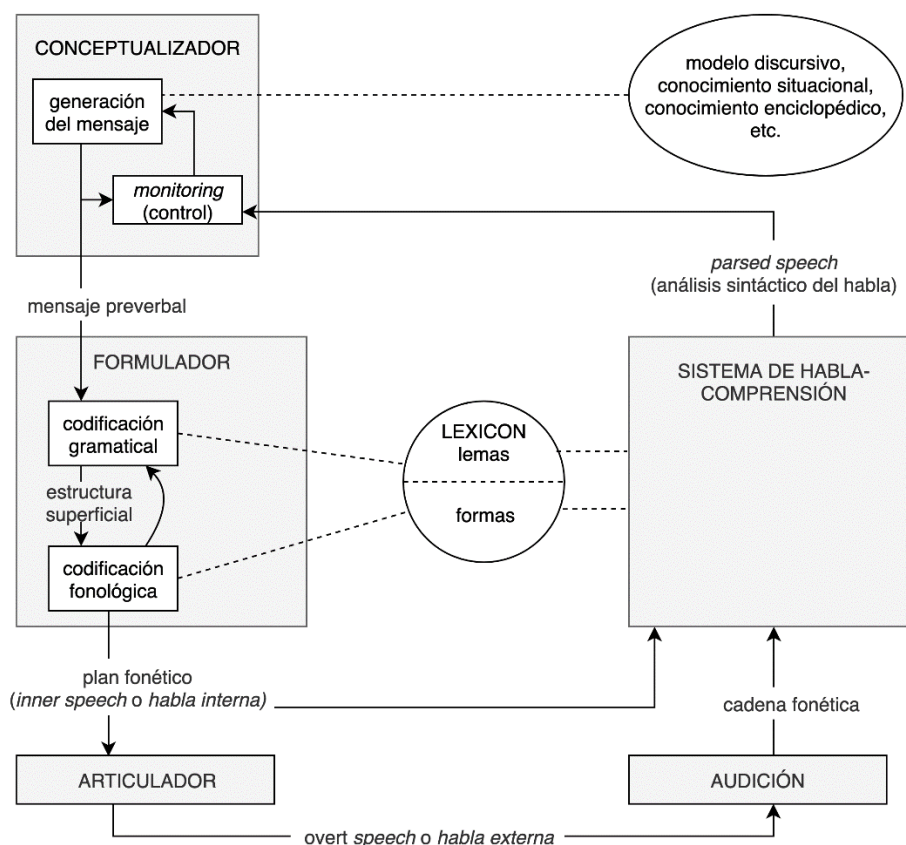 CONCEPTUALIZADOR
generación
del mensaje
monitoring
(control)
modelo discursivo,
conocimiento situacional,
conocimiento enciclopédico,
etc.
parsed speech
(análisis sintáctico del habla)
mensaje preverbal
FORMULADOR
codificación
gramatical
estructura
superficial
codificación
fonológica
LEXICON
lemas
formas
SISTEMA DE HABLA-
COMPRENSIÓN
plan fonético
(inner speech o habla interna)
cadena fonética
ARTICULADOR
AUDICIÓN
overt speech o habla externa